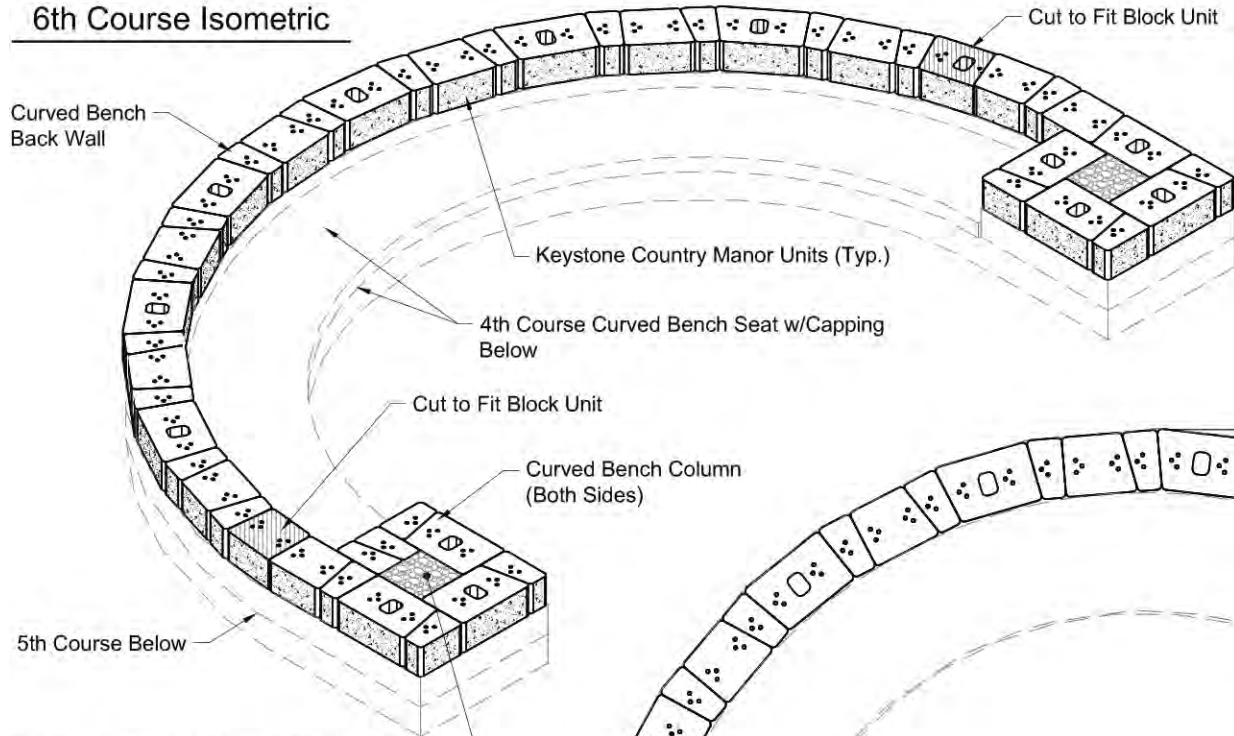 6th Course Isometric
Cut to Fit Block Unit
Curved Bench
Back Wall
Keystone Country Manor Units (Typ.)
4th Course Curved Bench Seat w/Capping
Below
Cut to Fit Block Unit
Curved Bench Column
(Both Sides)
5th Course Below